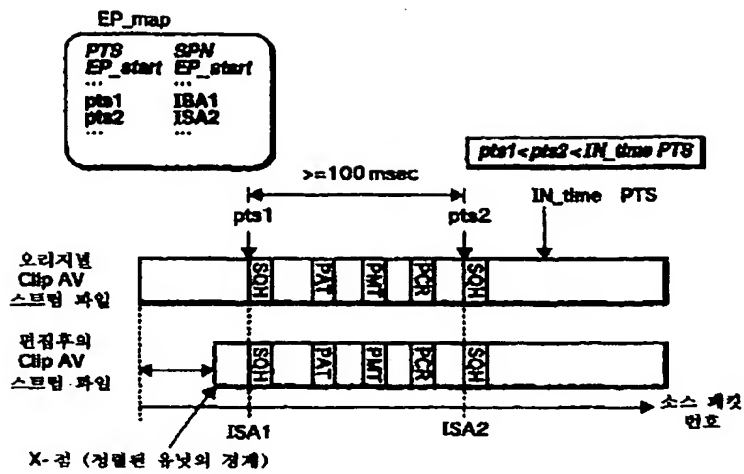 EP_map
PTS SPN
EP_start EP_start
... ...
pts1 ISA1
pts2 ISA2
... ...
pts1<pts2<IN_time PTS
>=100 msec
IN_time PTS
pts1 pts2
오리지널
Clip AV
스트림 파일
SQH PAT PMT PCR SQH
편집후의
Clip AV
스트림 파일
SQH PAT PMT PCR SQH
소스 패킷
번호
ISA1 ISA2
X-점 (정렬된 유닛의 경계)